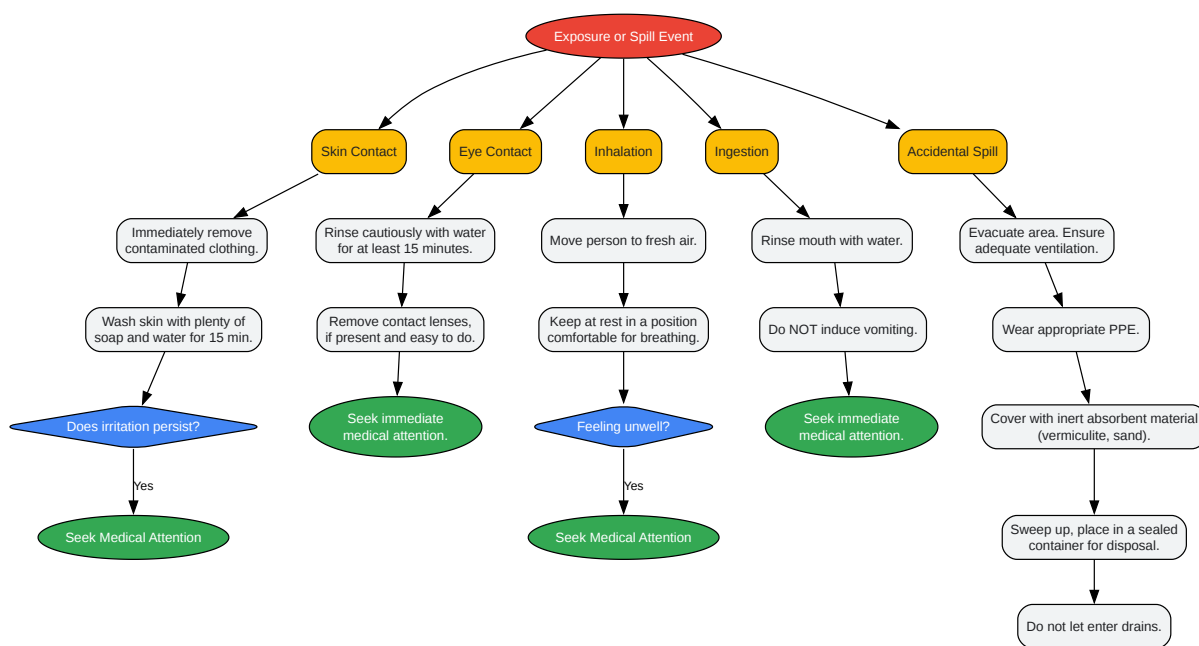 Exposure or Spill Event
Skin Contact
Eye Contact
Inhalation
Ingestion
Accidental Spill
Immediately remove
contaminated clothing.
Rinse cautiously with water
for at least 15 minutes.
Move person to fresh air.
Rinse mouth with water.
Evacuate area. Ensure
adequate ventilation.
Wash skin with plenty of
soap and water for 15 min.
Remove contact lenses,
if present and easy to do.
Keep at rest in a position
comfortable for breathing.
Do NOT induce vomiting.
Wear appropriate PPE.
Does irritation persist?
Seek immediate
medical attention.
Feeling unwell?
Seek immediate
medical attention.
Cover with inert absorbent material
(vermiculite, sand).
Yes
Yes
Seek Medical Attention
Seek Medical Attention
Sweep up, place in a sealed
container for disposal.
Do not let enter drains.